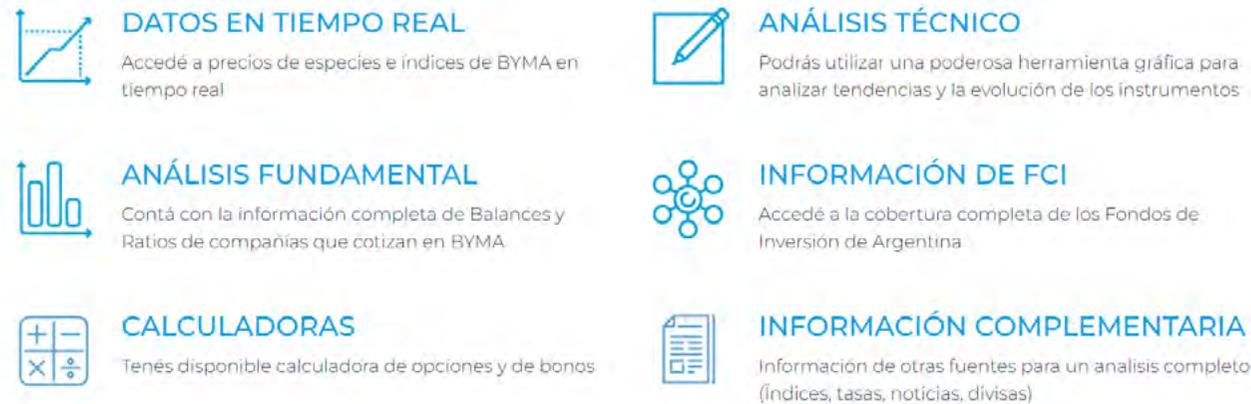 DATOS EN TIEMPO REAL
Accedé a precios de especies e índices de BYMA en
tiempo real
ANÁLISIS TÉCNICO
Podrás utilizar una poderosa herramienta gráfica para
analizar tendencias y la evolución de los instrumentos
ANÁLISIS FUNDAMENTAL
Contá con la información completa de Balances y
Ratios de compañías que cotizan en BYMA
INFORMACIÓN DE FCI
Accedé a la cobertura completa de los Fondos de
Inversión de Argentina
CALCULADORAS
Tenés disponible calculadora de opciones y de bonos
INFORMACIÓN COMPLEMENTARIA
Información de otras fuentes para un analisis completo
(Índices, tasas, noticias, divisas)